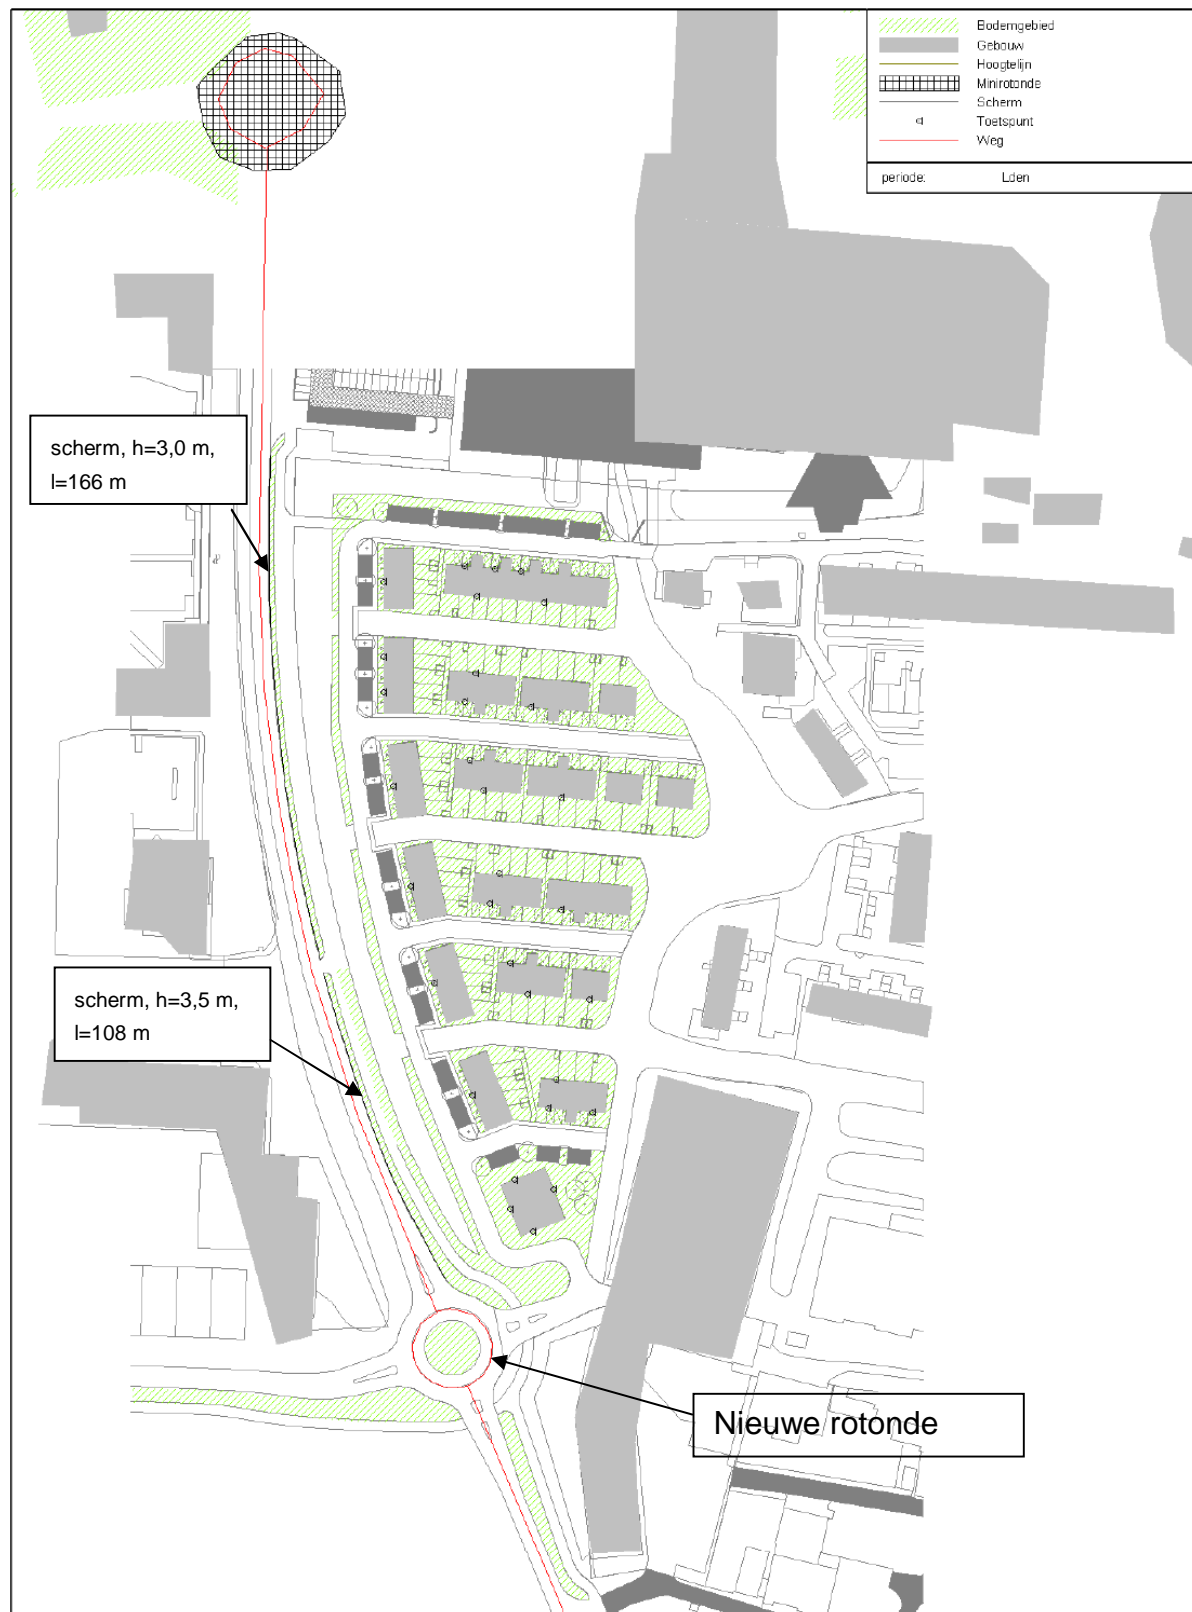 Bodemgebied
Gebouw
Hoogtelijn
Minirotonde
Scherm
Toetspunt
Weg
periode: Lden
scherm, h=3,0 m,
l=166 m
scherm, h=3,5 m,
l=108 m
Nieuwe rotonde